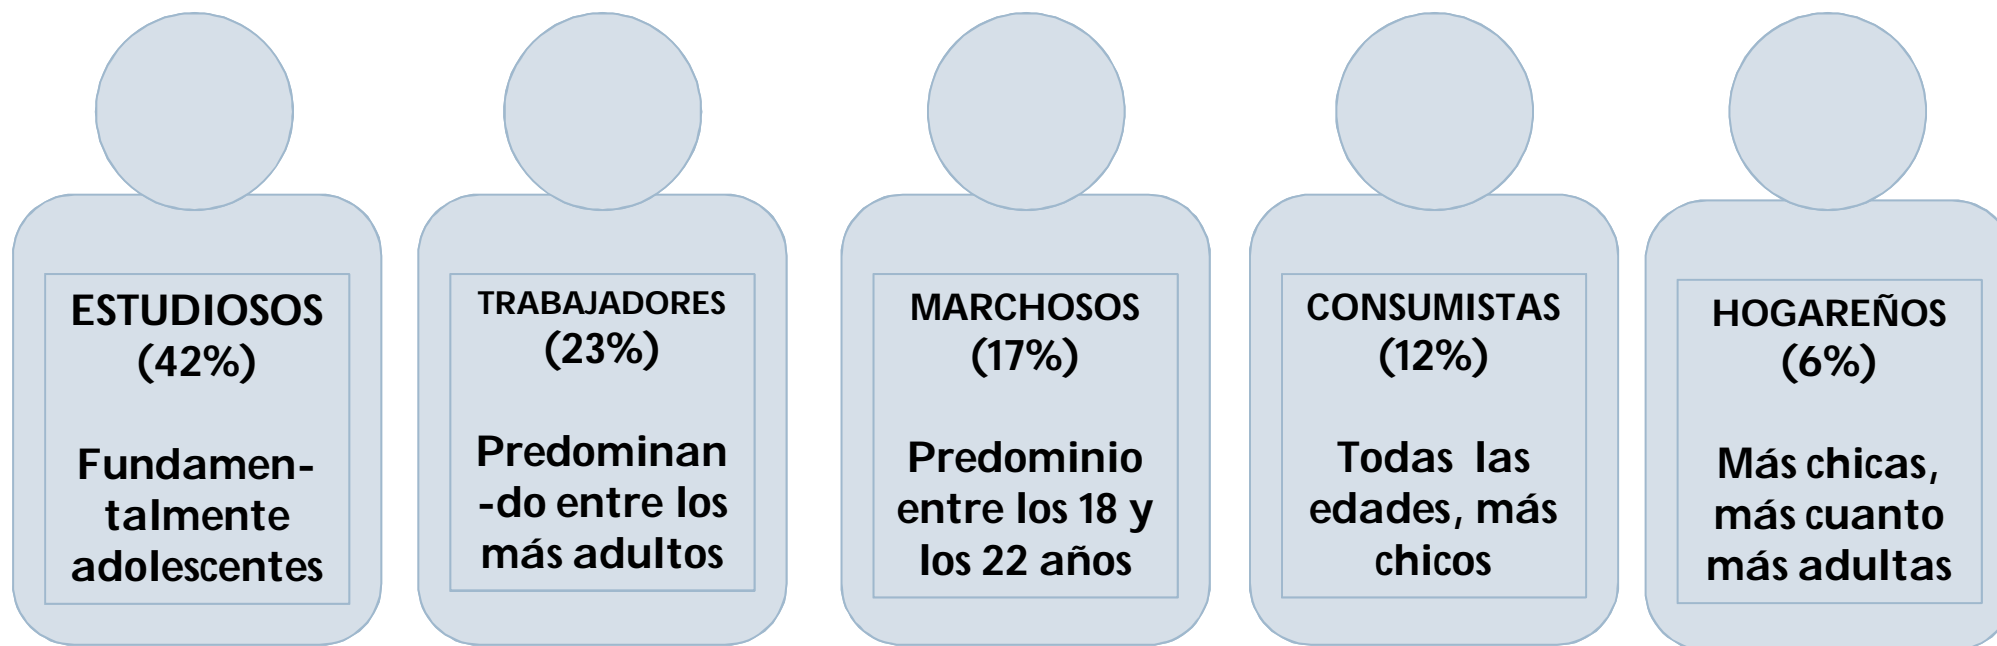 ESTUDIOSOS
(42%)
Fundamen-
talmente
adolescentes
TRABAJADORES
(23%)
Predominan
-do entre los
más adultos
MARCHOSOS
(17%)
Predominio
entre los 18 y
los 22 años
CONSUMISTAS
(12%)
Todas las
edades, más
chicos
HOGAREÑOS
(6%)
Más chicas,
más cuanto
más adultas